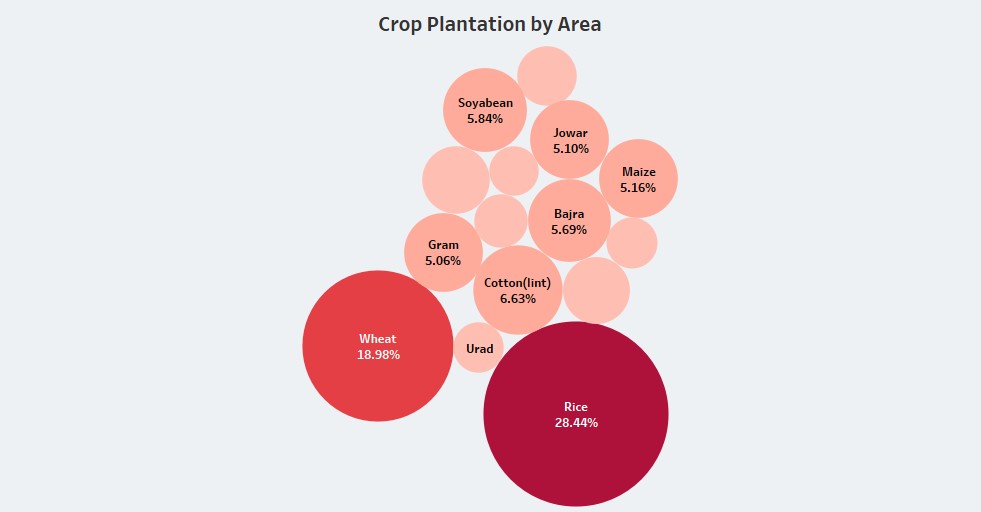 Crop Plantation by Area
Soyabean
5.84%
Jowar
5.10%
Maize
5.16%
Bajra
5.69%
Gram
5.06%
Cotton(lint)
6.63%
Wheat
18.98%
Urad
Rice
28.44%